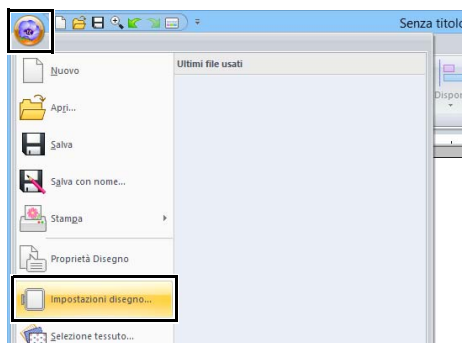 Senza titolo
Nuovo
Ultimi file usati
Apri...
Salva
Salva con nome...
Stampa
Proprietà Disegno
Impostazioni disegno...
Selezione tessuto...